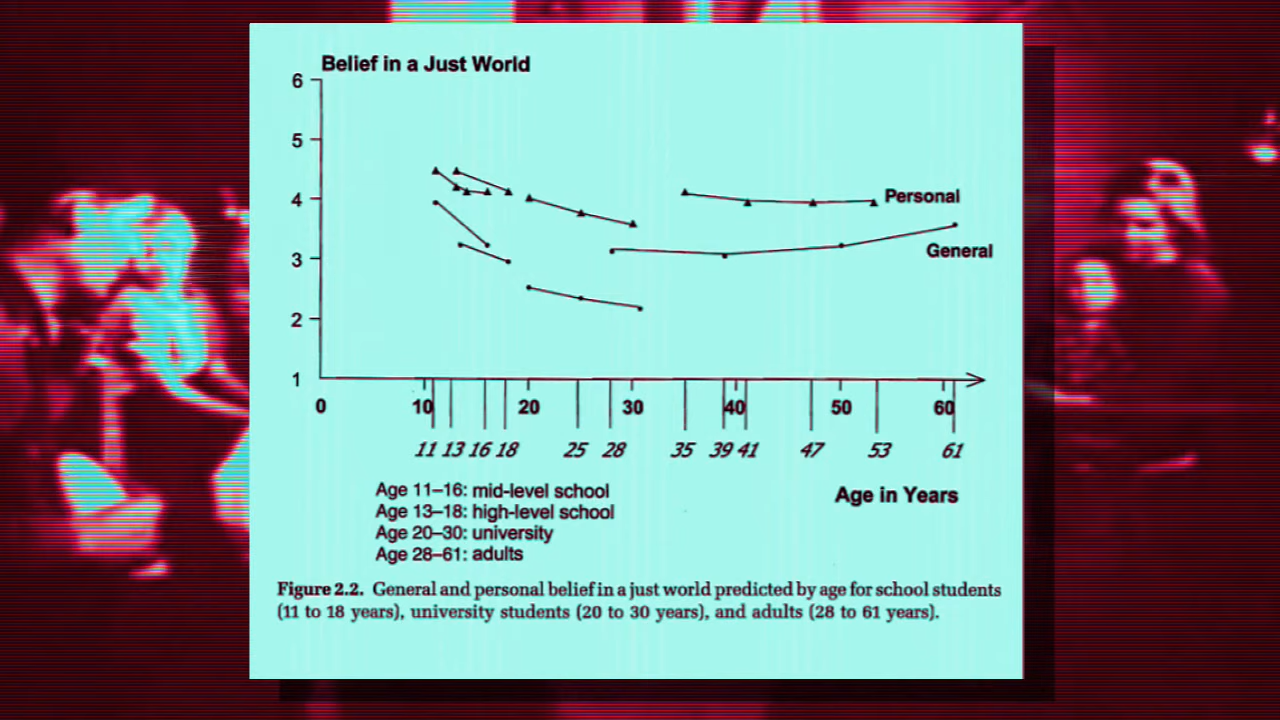 Belief in a Just World
6
5
4
3
2
1
Personal
General
0 10 20 30 40 50 60
11 13 16 18 25 28 35 39 41 47 53 61
Age in Years
Age 11–16: mid-level school
Age 13–18: high-level school
Age 20–30: university
Age 28–61: adults
Figure 2.2. General and personal belief in a just world predicted by age for school students
(11 to 18 years), university students (20 to 30 years), and adults (28 to 61 years).